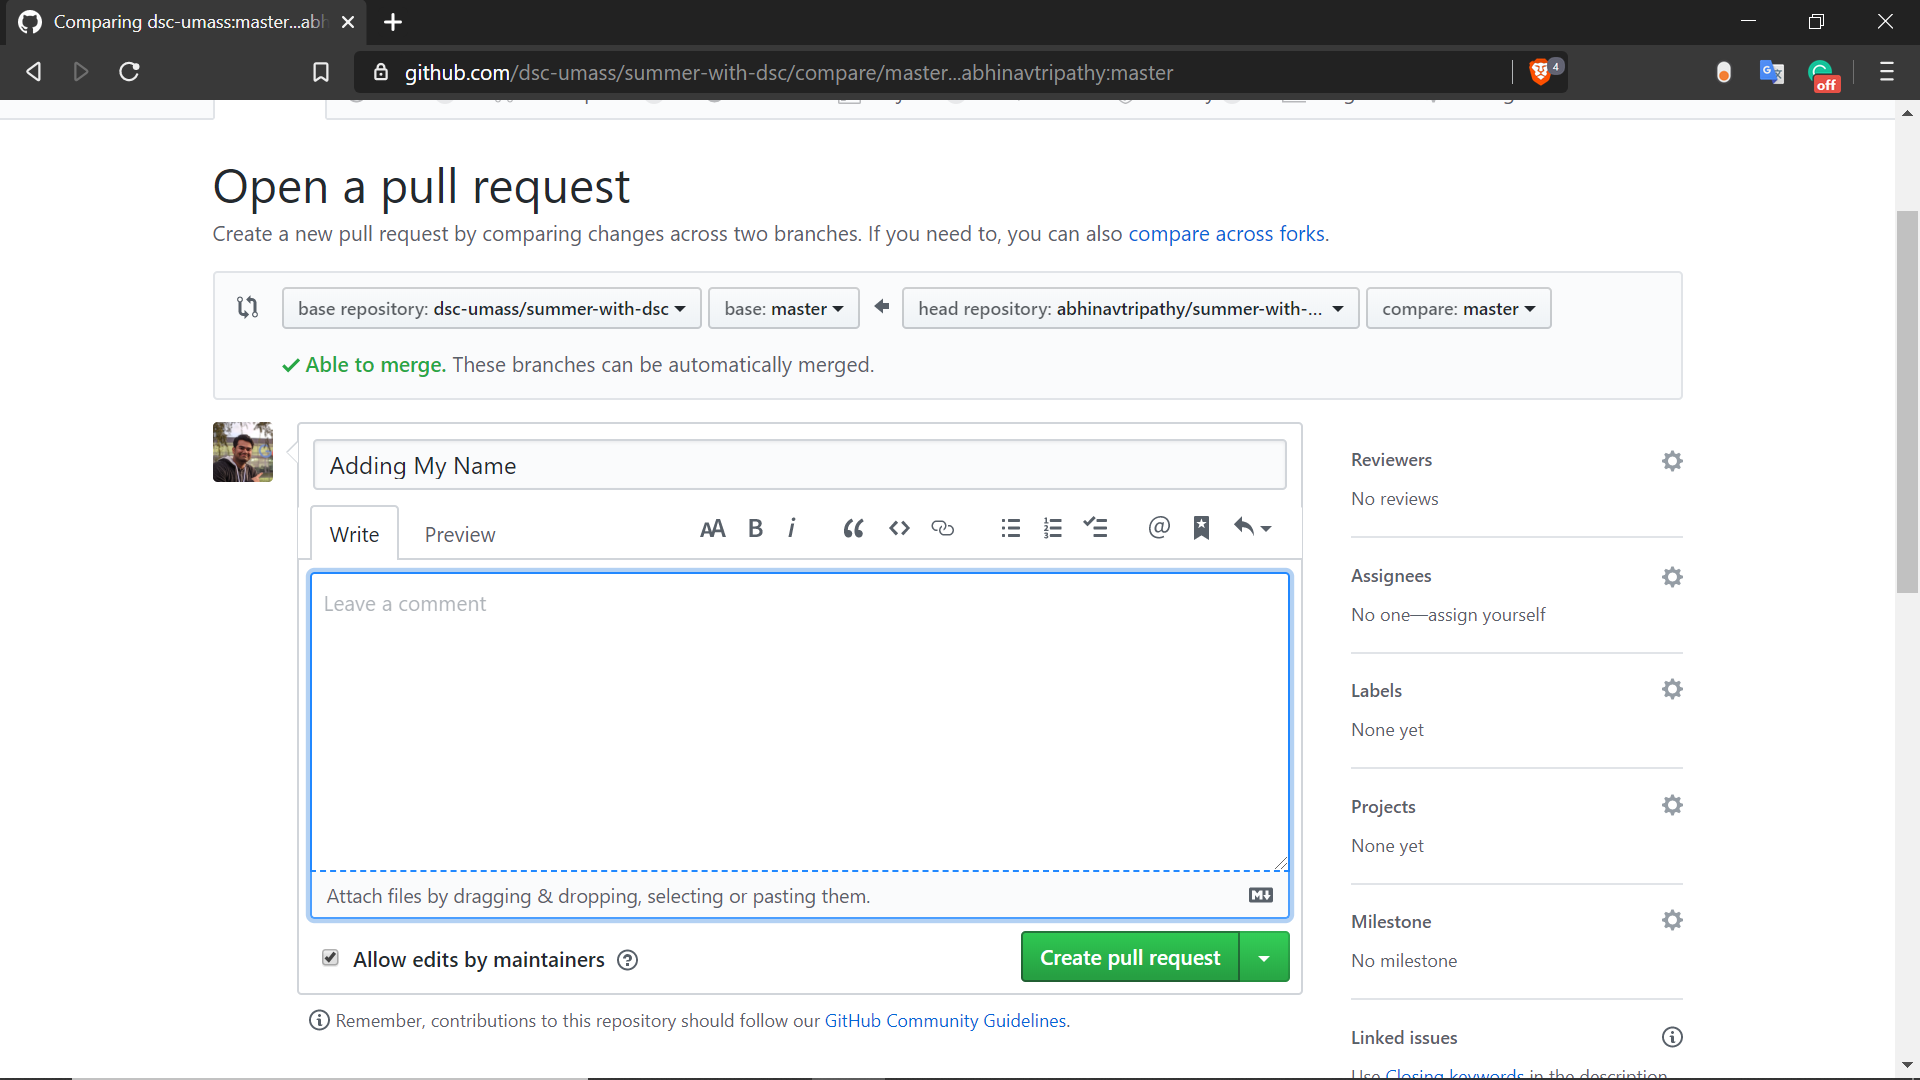 Comparing dsc-umass:master...abh
github.com/dsc-umass/summer-with-dsc/compare/master...abhinavtripathy:master
4
off
Open a pull request
Create a new pull request by comparing changes across two branches. If you need to, you can also compare across forks.
base repository: dsc-umass/summer-with-dsc
base: master
head repository: abhinavtripathy/summer-with-...
compare: master
Able to merge. These branches can be automatically merged.
Adding My Name
Write
Preview
Leave a comment
Attach files by dragging & dropping, selecting or pasting them.
Allow edits by maintainers
Create pull request
Remember, contributions to this repository should follow our GitHub Community Guidelines.
Reviewers
No reviews
Assignees
No one—assign yourself
Labels
None yet
Projects
None yet
Milestone
No milestone
Linked issues
Use Closing keywords in the description